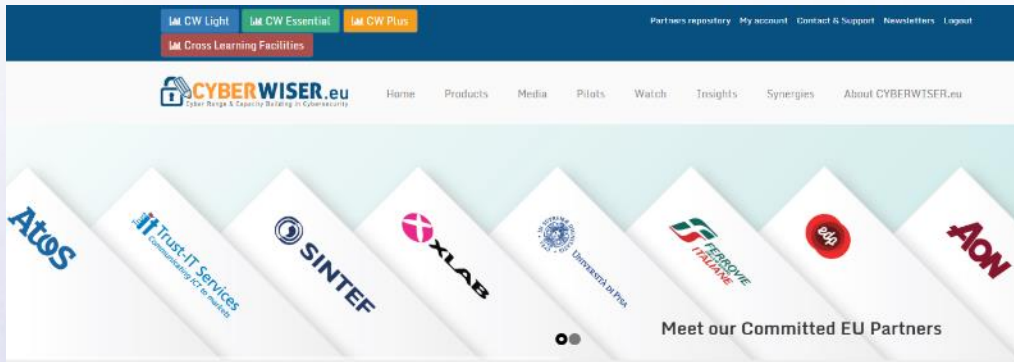 CW Light CW Essential CW Plus
Partners repository My account Contact & Support Newsletters Logout
Cross Learning Facilities
CYBERWISER.eu
Cyber Range & Capacity Building in Cybersecurity
Home Products Media Pilots Watch Insights Synergies About CYBERWISER.eu
Atos
Trust-IT Services
Communicating ICT to markets
SINTEF
XLAB
UNIVERSITÀ DI PISA
FERROVIE
ITALIANE
edp
AON
Meet our Committed EU Partners